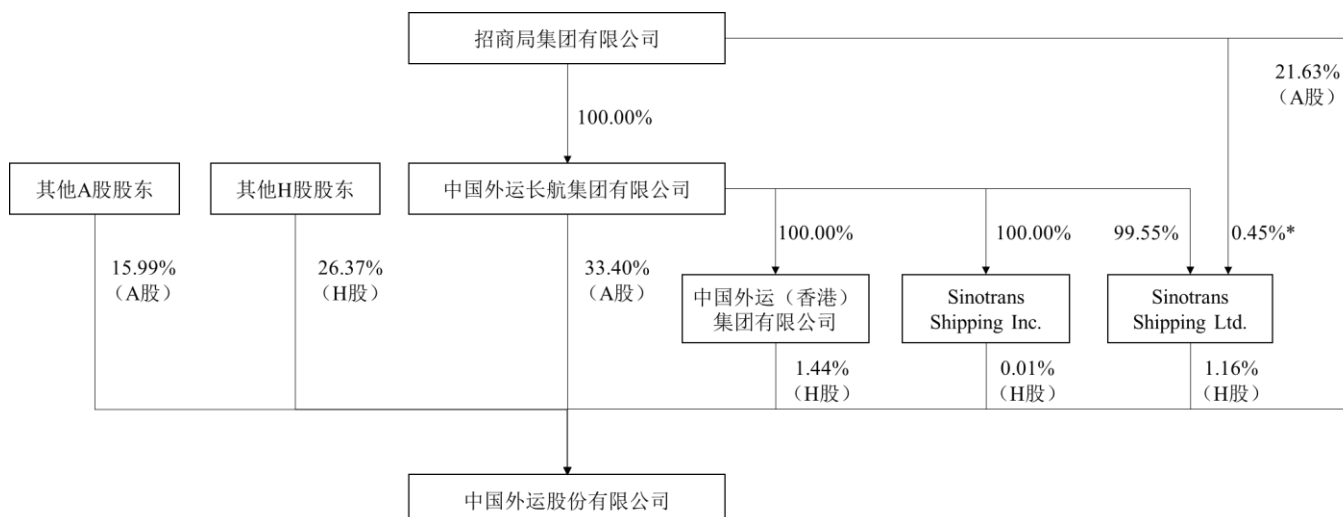 招商局集团有限公司
21.63%
（A股）
100.00%
其他A股股东
其他H股股东
中国外运长航集团有限公司
100.00%
100.00%
99.55%
0.45%*
15.99%
（A股）
26.37%
（H股）
33.40%
（A股）
中国外运（香港）
集团有限公司
Sinotrans
Shipping Inc.
Sinotrans
Shipping Ltd.
1.44%
（H股）
0.01%
（H股）
1.16%
（H股）
中国外运股份有限公司